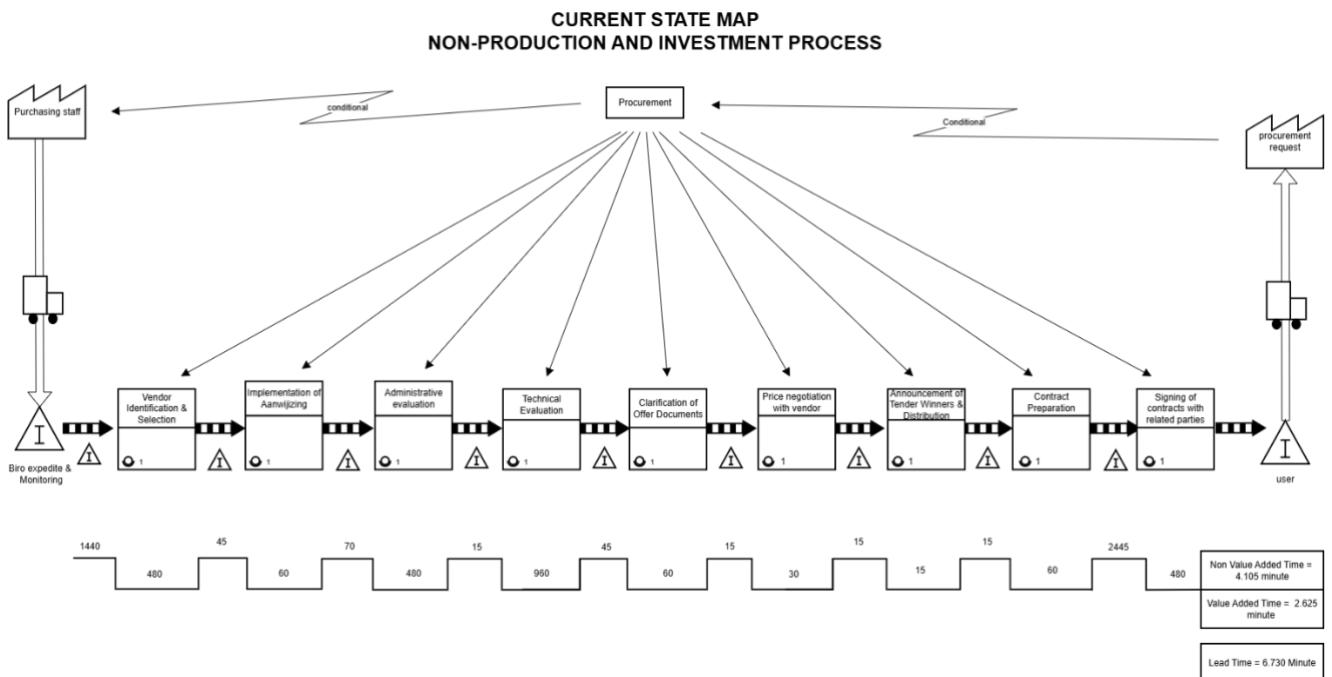 CURRENT STATE MAP
NON-PRODUCTION AND INVESTMENT PROCESS
Purchasing staff
conditional
Procurement
Conditional
procurement
request
Vendor
Identification &
Selection
1
Implementation of
Aanwijizing
1
Administrative
evaluation
1
Technical
Evaluation
1
Clarification of
Offer Documents
1
Price negotiation
with vendor
1
Announcement of
Tender Winners &
Distribution
1
Contract
Preparation
1
Signing of
contracts with
related parties
1
I
I
I
I
I
I
I
I
I
I
I
Biro expedite &
Monitoring
user
1440
45
70
15
45
15
15
15
2445
480
60
480
960
60
30
15
60
480
Non Value Added Time =
4.105 minute
Value Added Time = 2.625
minute
Lead Time = 6.730 Minute